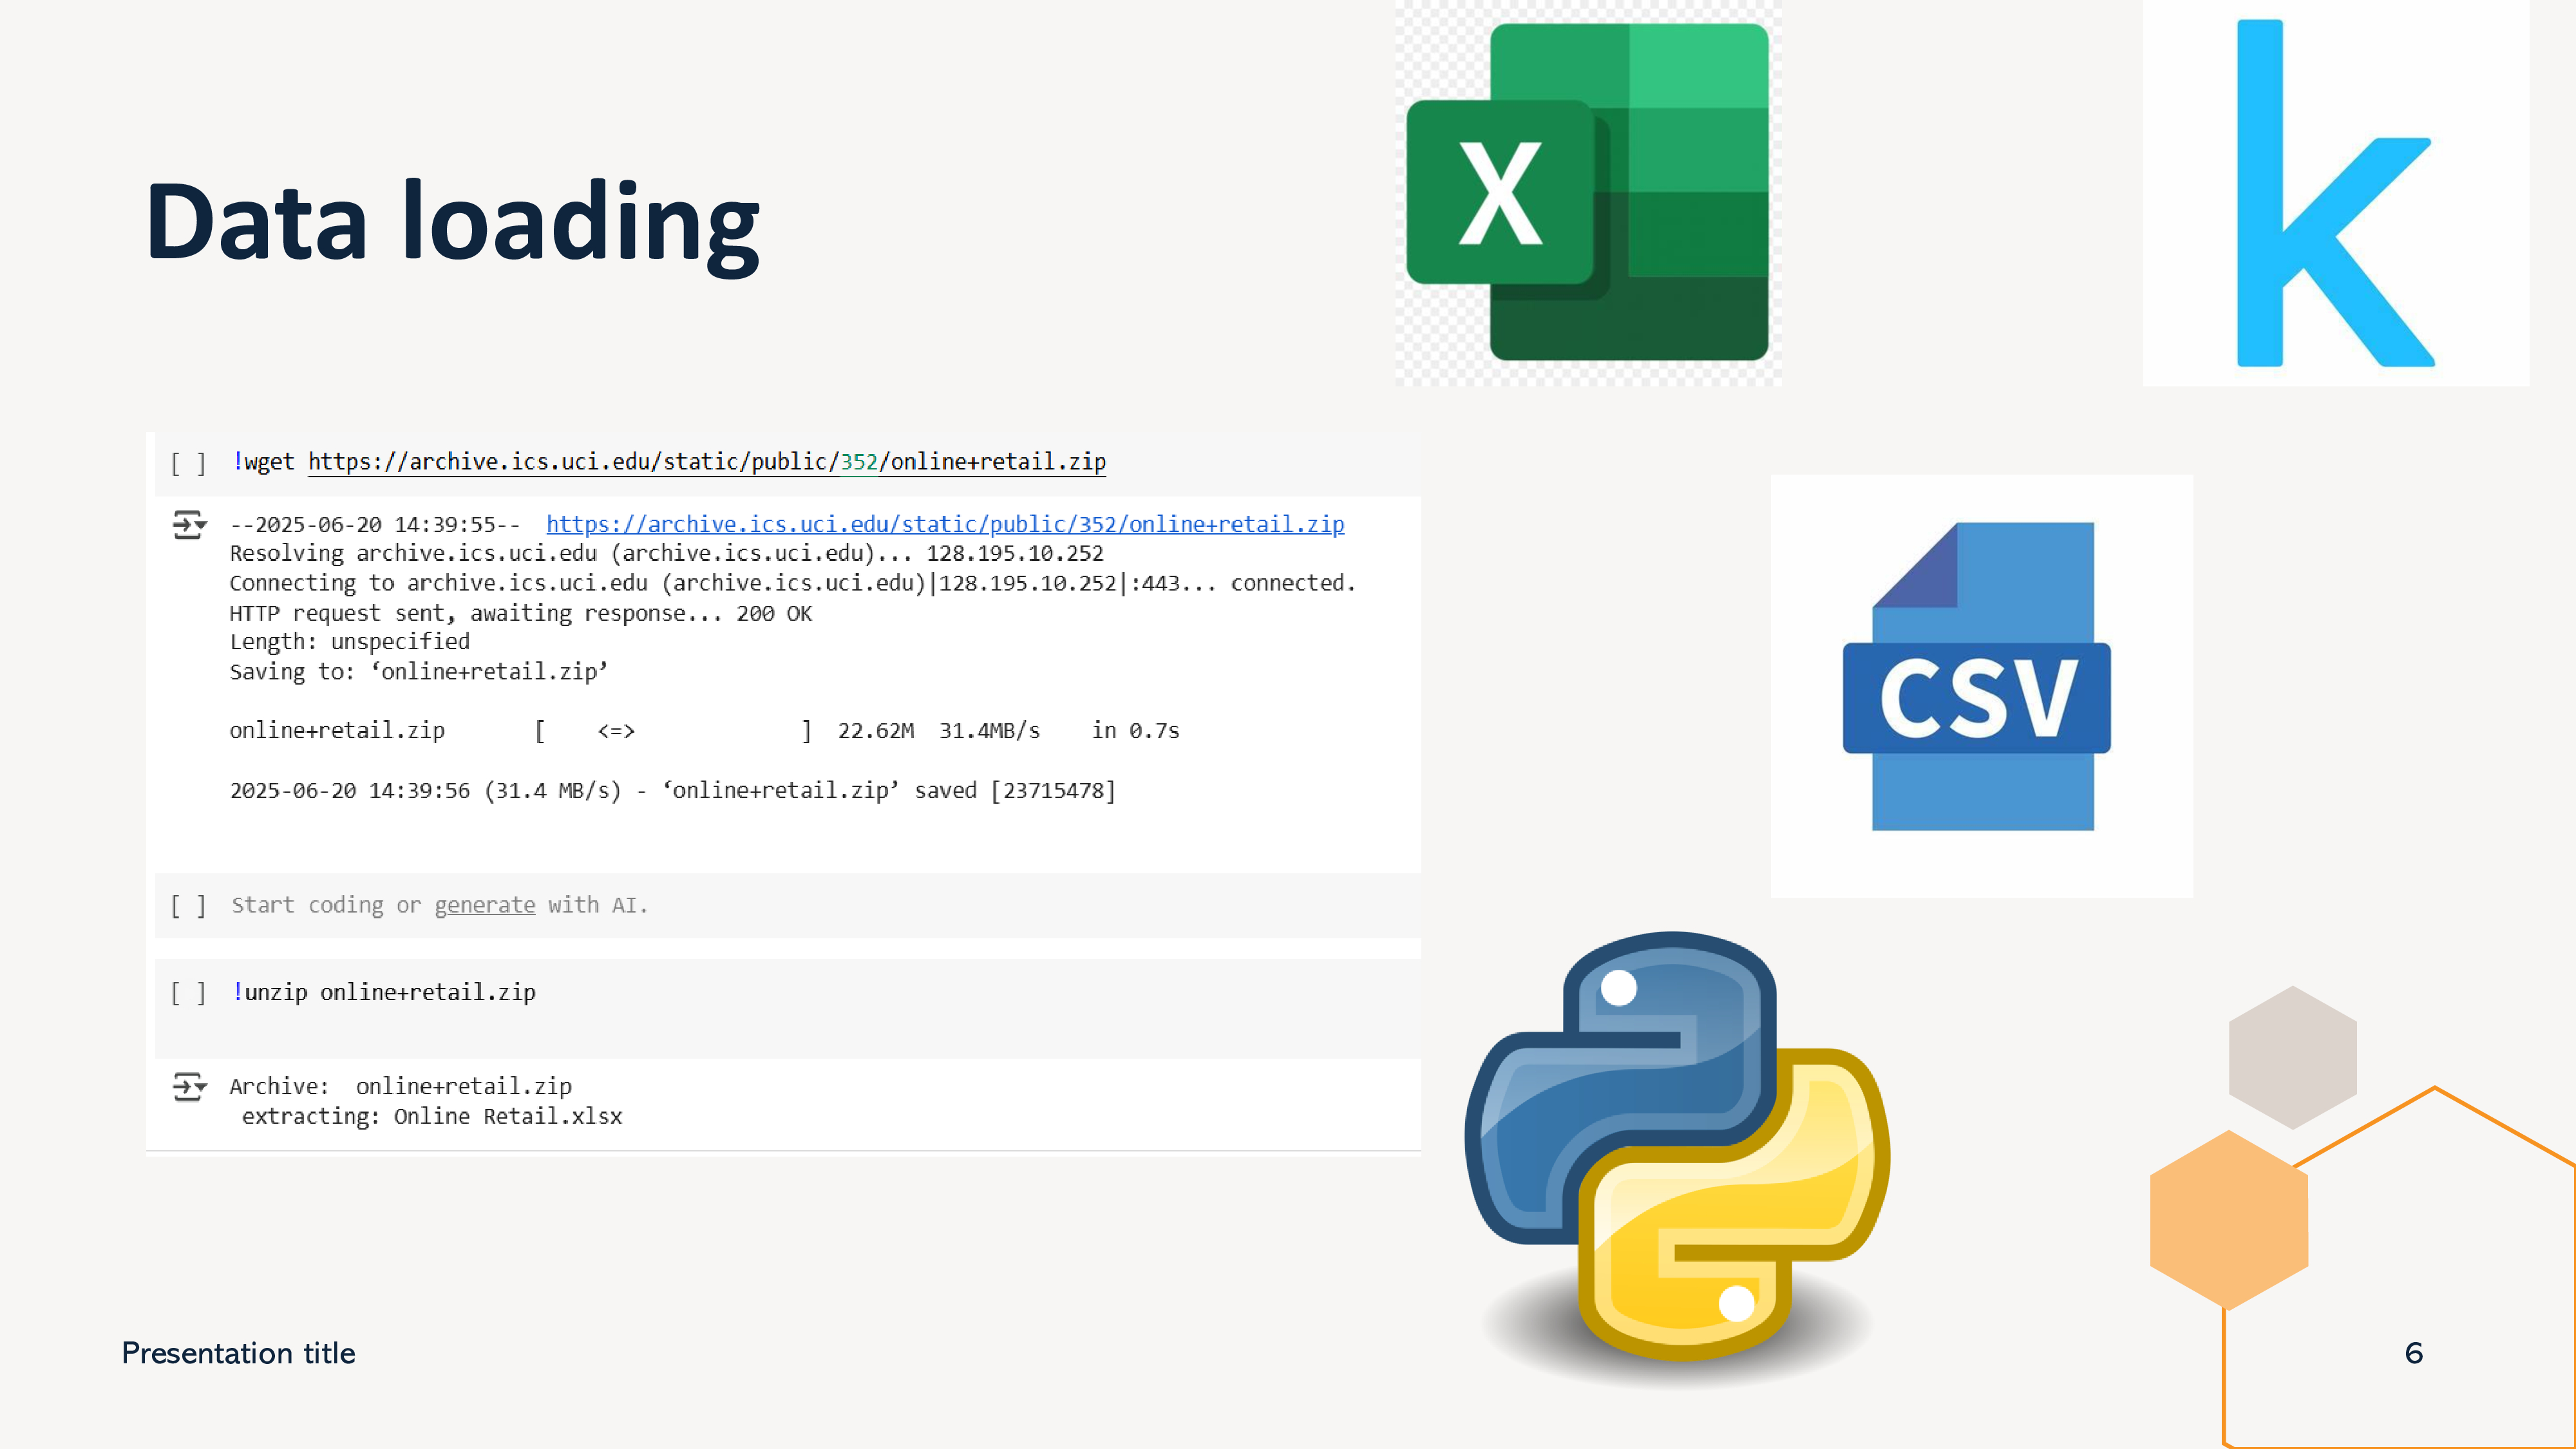 Data loading
X
k
[ ] !wget https://archive.ics.uci.edu/static/public/352/online+retail.zip
--2025-06-20 14:39:55-- https://archive.ics.uci.edu/static/public/352/online+retail.zip
Resolving archive.ics.uci.edu (archive.ics.uci.edu)... 128.195.10.252
Connecting to archive.ics.uci.edu (archive.ics.uci.edu)|128.195.10.252|:443... connected.
HTTP request sent, awaiting response... 200 OK
Length: unspecified
Saving to: ‘online+retail.zip’
online+retail.zip [ <=> ] 22.62M 31.4MB/s in 0.7s
2025-06-20 14:39:56 (31.4 MB/s) - ‘online+retail.zip’ saved [23715478]
[ ] Start coding or generate with AI.
[ ] !unzip online+retail.zip
Archive: online+retail.zip
extracting: Online Retail.xlsx
CSV
Presentation title
6